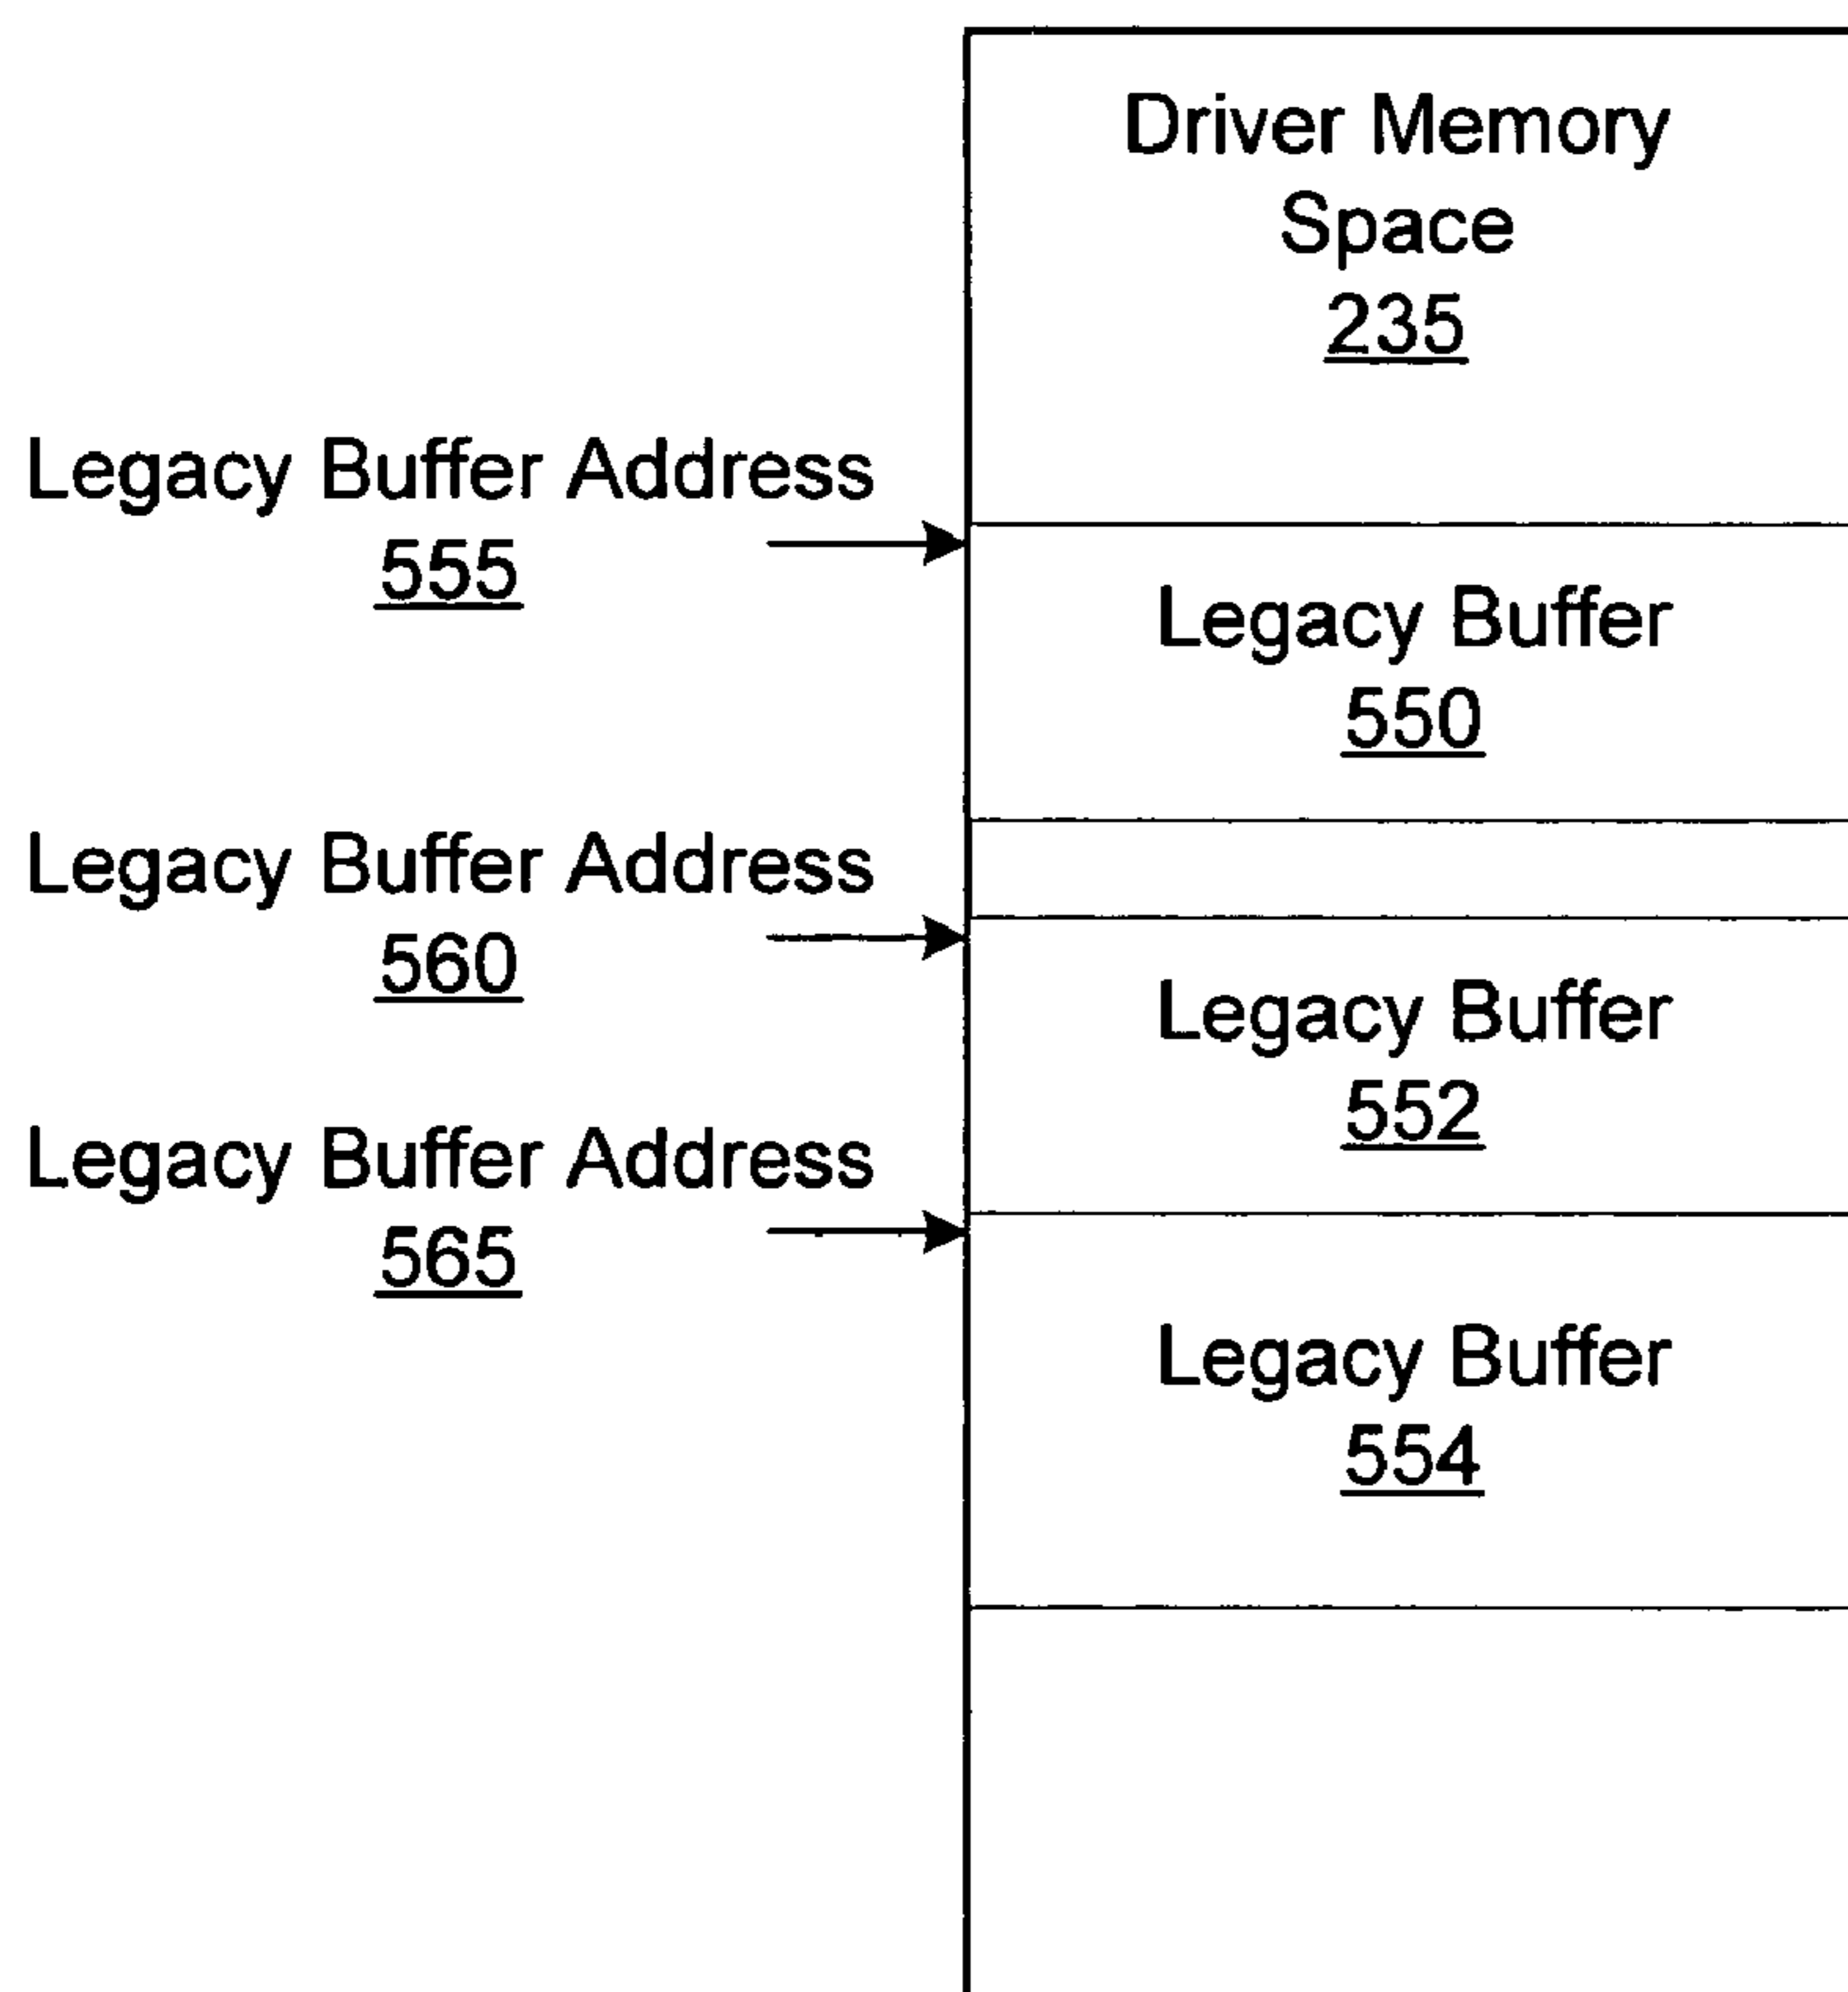 Driver Memory
Space
235
Legacy Buffer Address
555
Legacy Buffer
550
Legacy Buffer Address
560
Legacy Buffer
552
Legacy Buffer Address
565
Legacy Buffer
554